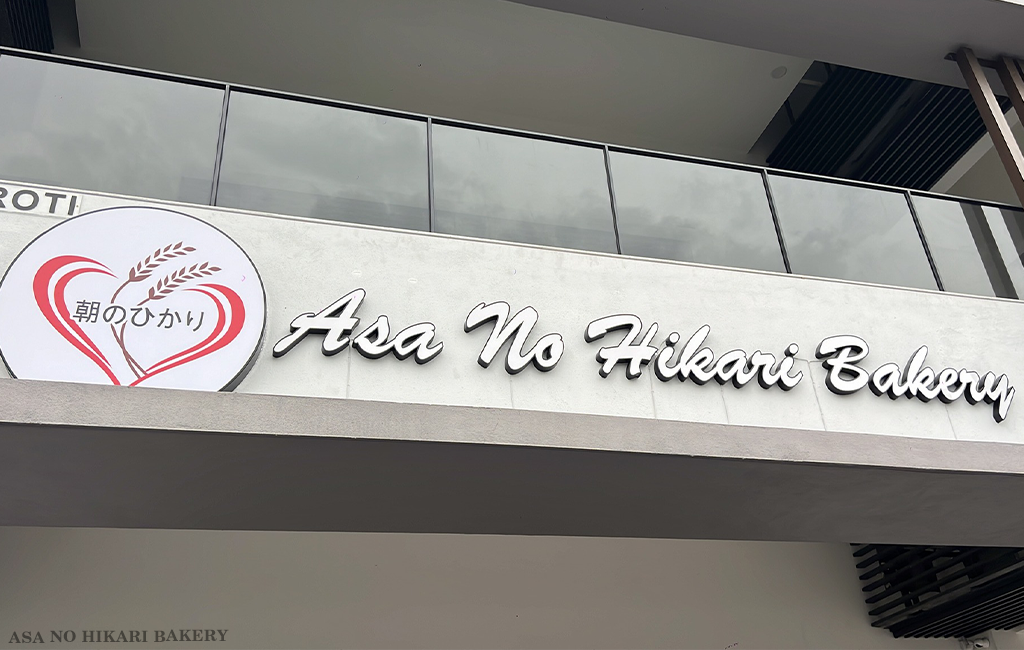 ROTI
朝のひかり
Asa No Hikari Bakery
ASA NO HIKARI BAKERY